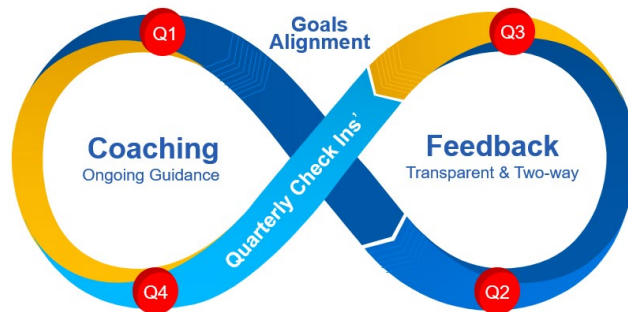 Q1
Goals
Alignment
Q3
Coaching
Ongoing Guidance
Quarterly Check Ins'
Feedback
Transparent & Two-way
Q4
Q2